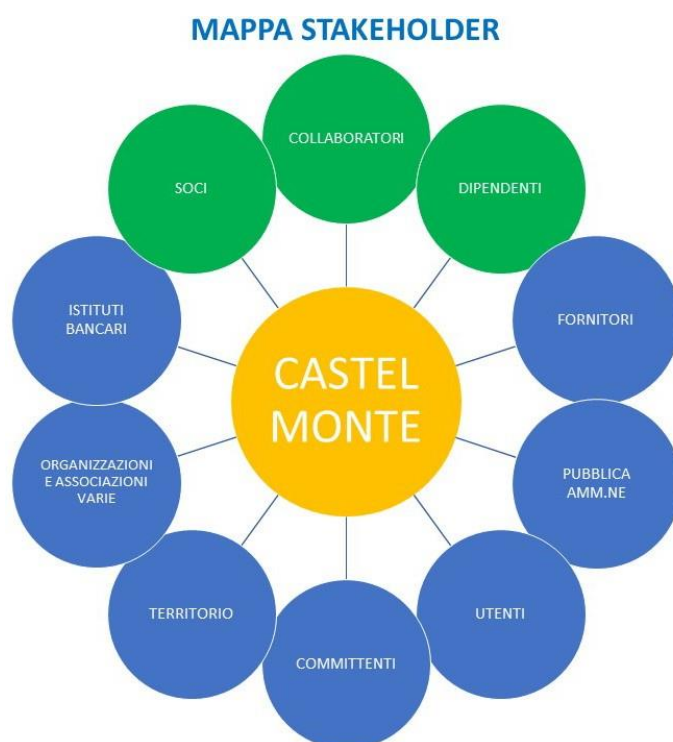 MAPPA STAKEHOLDER
COLLABORATORI
SOCI
DIPENDENTI
ISTITUTI
BANCARI
FORNITORI
CASTEL
MONTE
ORGANIZZAZIONI
E ASSOCIAZIONI
VARIE
PUBBLICA
AMM.NE
TERRITORIO
UTENTI
COMMITTENTI